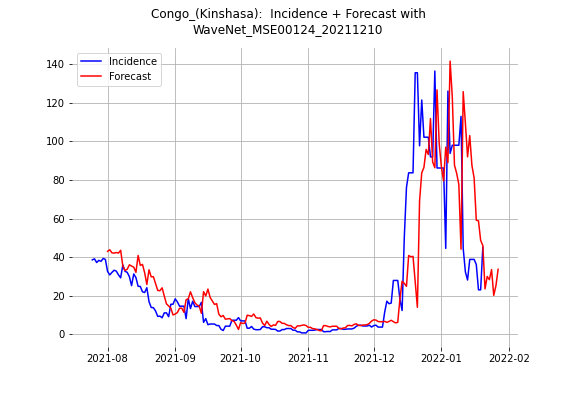 Congo_(Kinshasa):  Incidence + Forecast with
WaveNet_MSE00124_20211210
Incidence
Forecast
140
120
100
80
60
40
20
0
2021-08 2021-09 2021-10 2021-11 2021-12 2022-01 2022-02